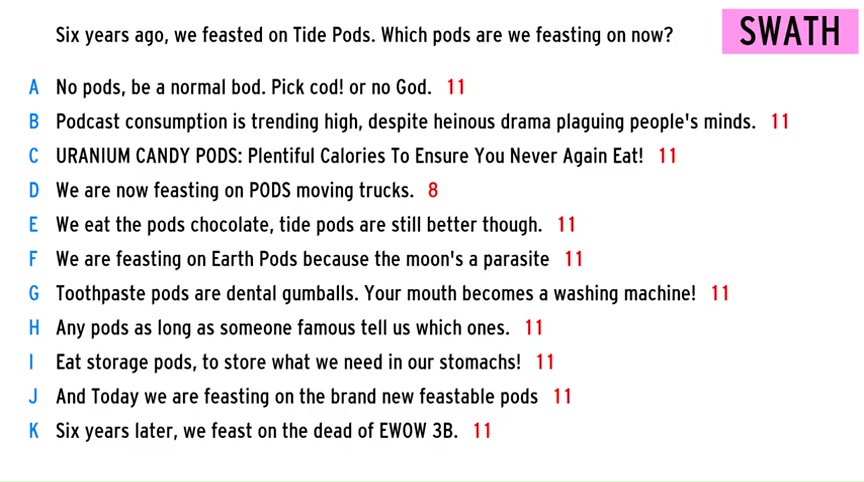 Six years ago, we feasted on Tide Pods. Which pods are we feasting on now?
SWATH
A No pods, be a normal bod. Pick cod! or no God. 11
B Podcast consumption is trending high, despite heinous drama plaguing people's minds. 11
C URANIUM CANDY PODS: Plentiful Calories To Ensure You Never Again Eat! 11
D We are now feasting on PODS moving trucks. 8
E We eat the pods chocolate, tide pods are still better though. 11
F We are feasting on Earth Pods because the moon's a parasite 11
G Toothpaste pods are dental gumballs. Your mouth becomes a washing machine! 11
H Any pods as long as someone famous tell us which ones. 11
I Eat storage pods, to store what we need in our stomachs! 11
J And Today we are feasting on the brand new feastable pods 11
K Six years later, we feast on the dead of EWOW 3B. 11